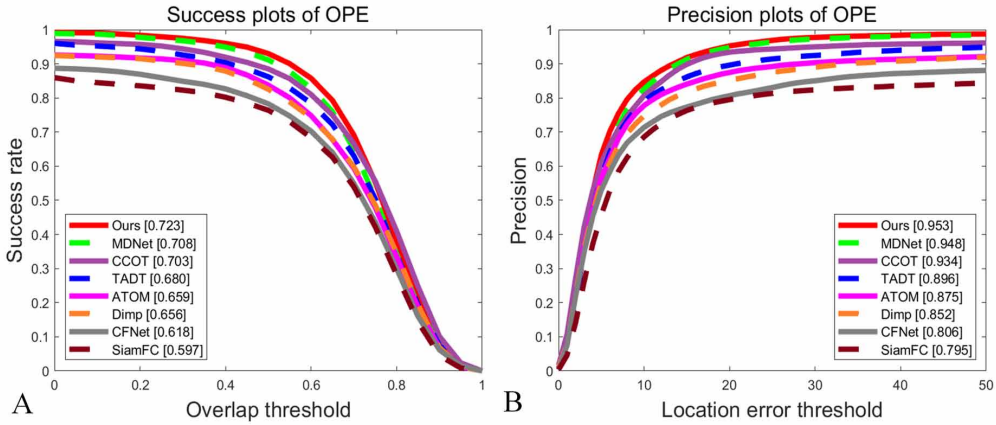 Success plots of OPE
1
0.9
0.8
0.7
0.6
0.5
0.4
0.3
0.2
0.1
0
Success rate
Ours [0.723]
MDNet [0.708]
CCOT [0.703]
TADT [0.680]
ATOM [0.659]
Dimp [0.656]
CFNet [0.618]
SiamFC [0.597]
0 0.2 0.4 0.6 0.8 1
Overlap threshold
A
Precision plots of OPE
1
0.9
0.8
0.7
0.6
0.5
0.4
0.3
0.2
0.1
0
Precision
Ours [0.953]
MDNet [0.948]
CCOT [0.934]
TADT [0.896]
ATOM [0.875]
Dimp [0.852]
CFNet [0.806]
SiamFC [0.795]
0 10 20 30 40 50
Location error threshold
B